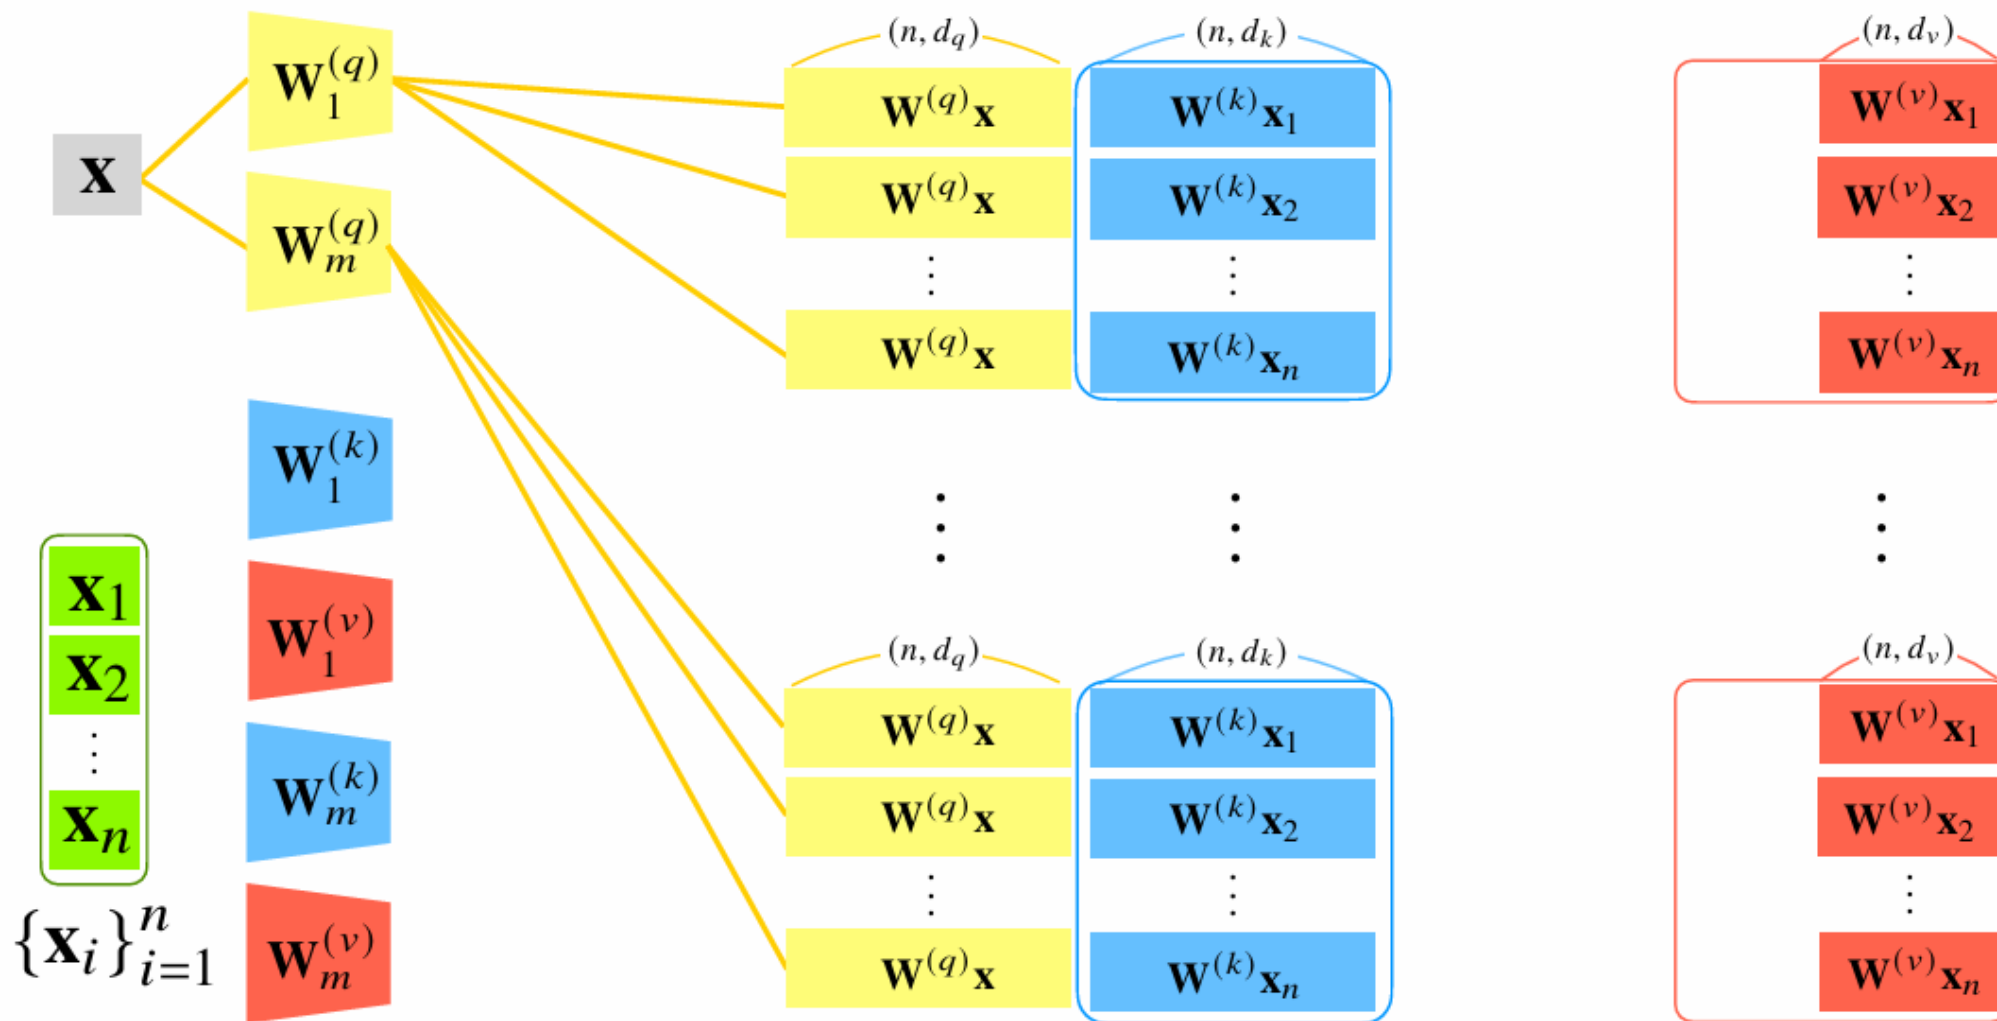 (n, d_q) (n, d_k) (n, d_v)
W_1^{(q)} W^{(q)}x W^{(k)}x_1 W^{(v)}x_1
x W^{(q)}x W^{(k)}x_2 W^{(v)}x_2
W_m^{(q)} ⋮ ⋮ ⋮
W^{(q)}x W^{(k)}x_n W^{(v)}x_n
W_1^{(k)} ⋮ ⋮ ⋮
x_1
W_1^{(v)} (n, d_q) (n, d_k) (n, d_v)
x_2 W^{(q)}x W^{(k)}x_1 W^{(v)}x_1
⋮
W_m^{(k)} W^{(q)}x W^{(k)}x_2 W^{(v)}x_2
x_n ⋮ ⋮ ⋮
{x_i}_{i=1}^n W_m^{(v)} W^{(q)}x W^{(k)}x_n W^{(v)}x_n